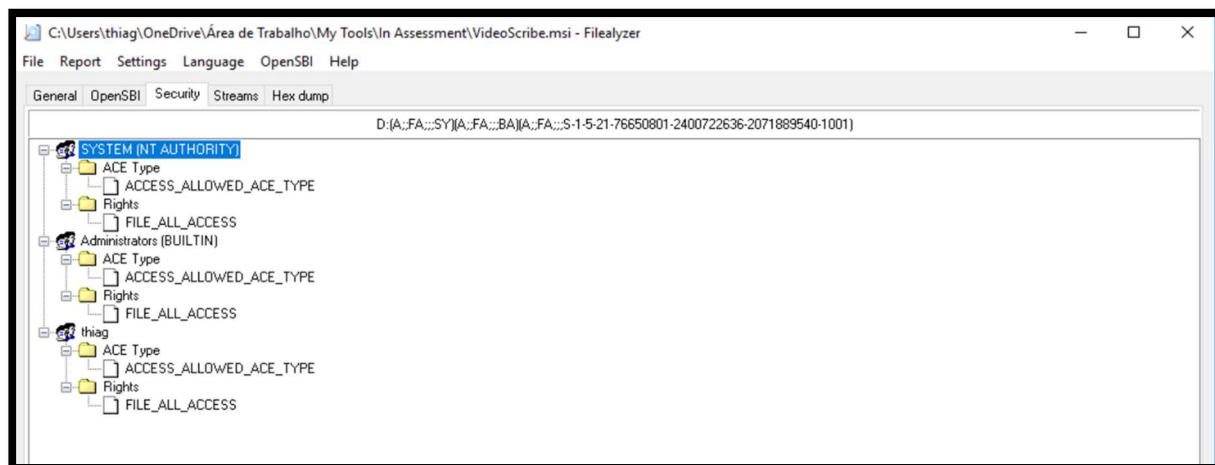 C:\Users\thiag\OneDrive\Área de Trabalho\My Tools\In Assessment\VideoScribe.msi - Filealyzer
File Report Settings Language OpenSBI Help
General OpenSBI Security Streams Hex dump
D:(A;;FA;;;SY)(A;;FA;;;BA)(A;;FA;;;S-1-5-21-76650801-2400722636-2071889540-1001)
SYSTEM (NT AUTHORITY)
ACE Type
ACCESS_ALLOWED_ACE_TYPE
Rights
FILE_ALL_ACCESS
Administrators (BUILTIN)
ACE Type
ACCESS_ALLOWED_ACE_TYPE
Rights
FILE_ALL_ACCESS
thiag
ACE Type
ACCESS_ALLOWED_ACE_TYPE
Rights
FILE_ALL_ACCESS